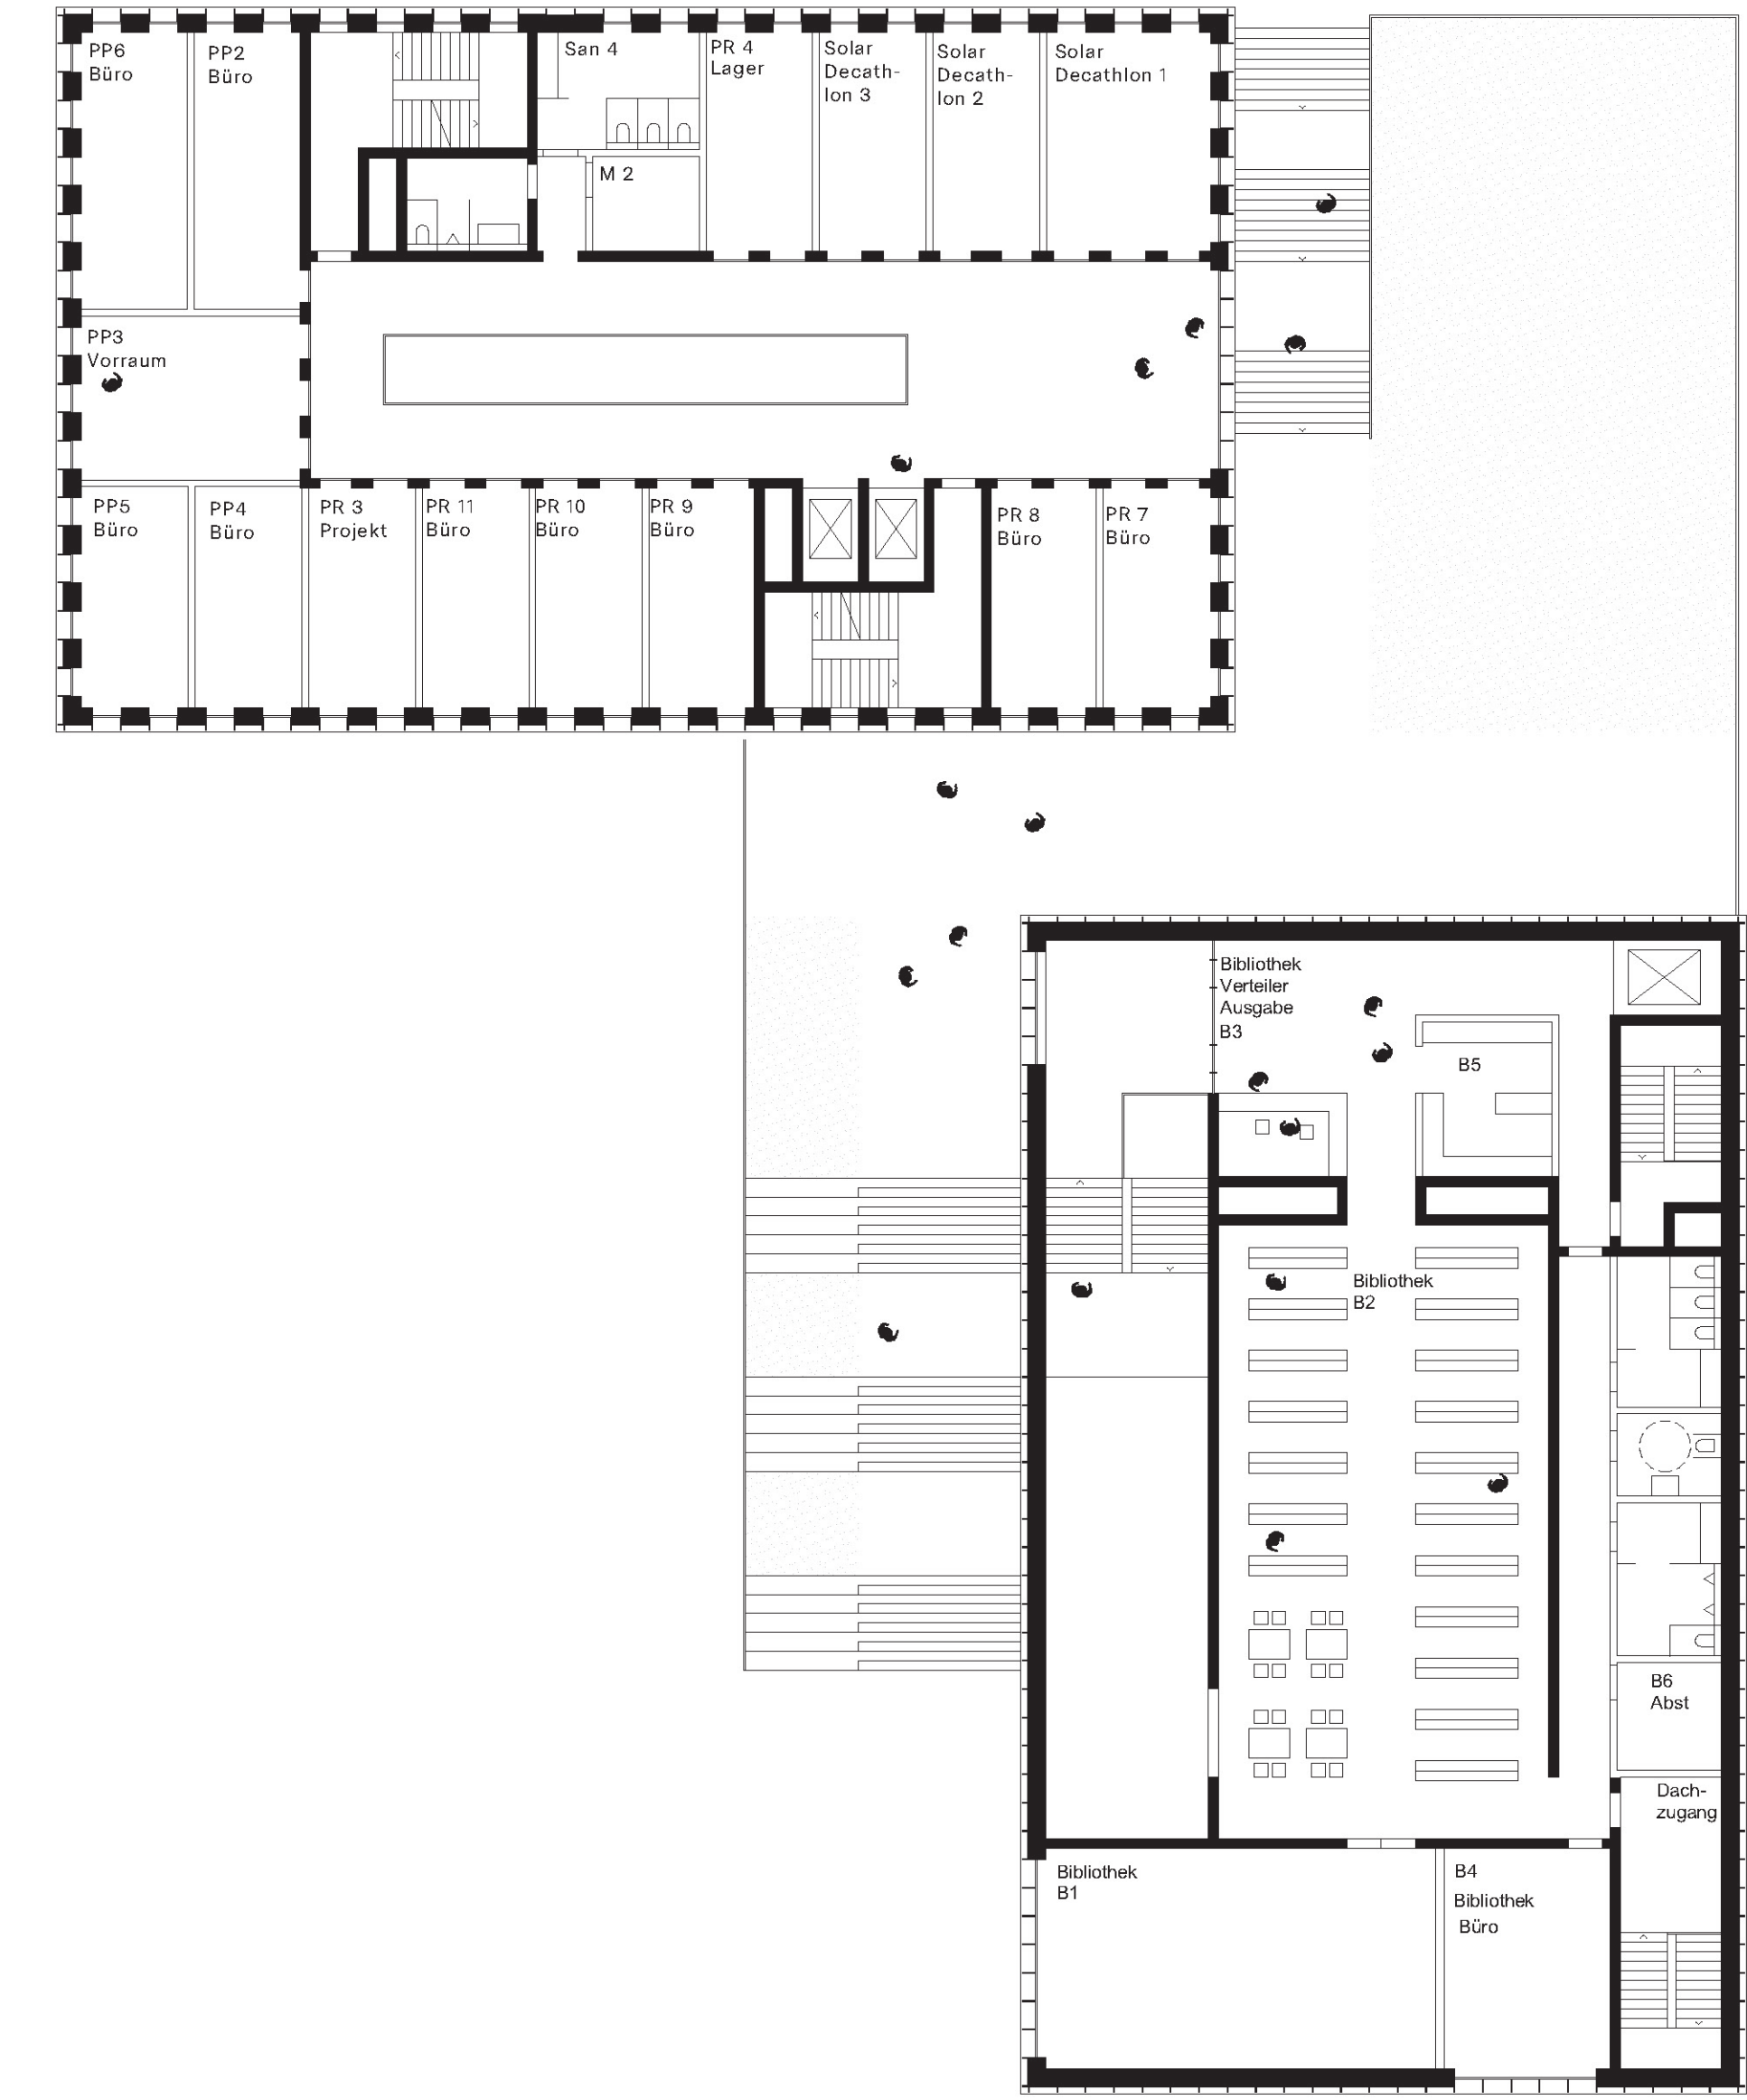 PP6
Büro
PP2
Büro
San 4
PR 4
Lager
Solar
Decath-
lon 3
Solar
Decath-
lon 2
Solar
Decathlon 1
M 2
PP3
Vorraum
PP5
Büro
PP4
Büro
PR 3
Projekt
PR 11
Büro
PR 10
Büro
PR 9
Büro
PR 8
Büro
PR 7
Büro
Bibliothek
Verteiler
Ausgabe
B3
B5
Bibliothek
B2
B6
Abst
Dach-
zugang
Bibliothek
B1
B4
Bibliothek
Büro